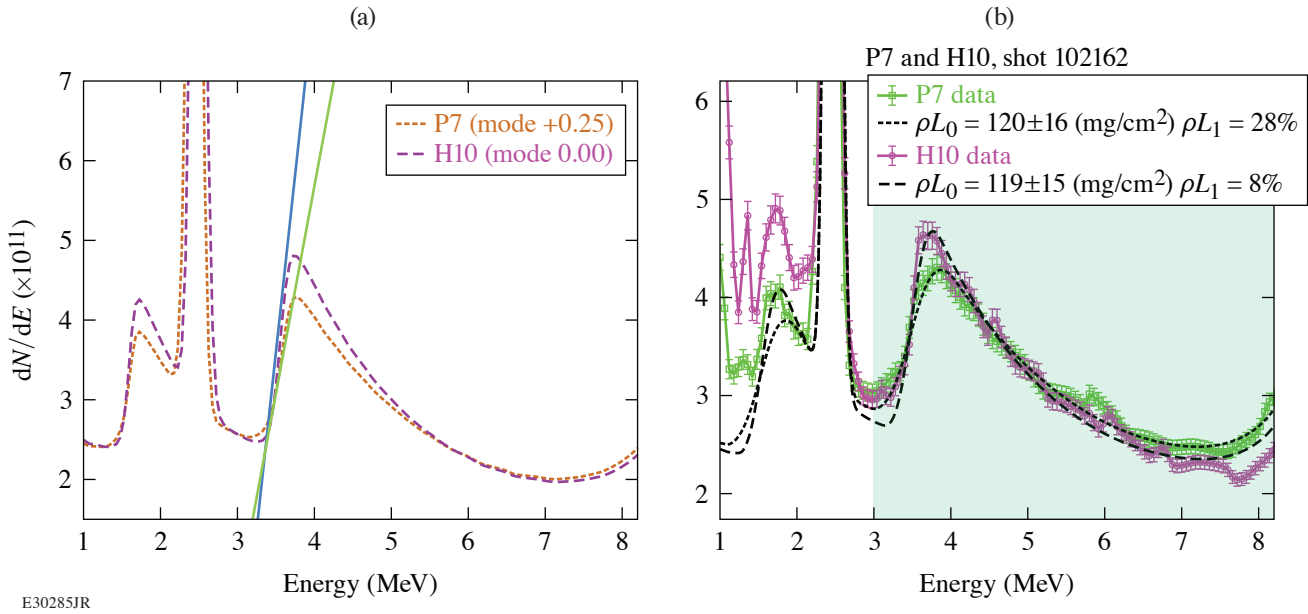 (a)
dN/dE (×10¹¹)
7
6
5
4
3
2
P7 (mode +0.25)
H10 (mode 0.00)
1 2 3 4 5 6 7 8
Energy (MeV)
E30285JR
(b)
P7 and H10, shot 102162
P7 data
ρL₀ = 120±16 (mg/cm²) ρL₁ = 28%
H10 data
ρL₀ = 119±15 (mg/cm²) ρL₁ = 8%
6
5
4
3
2
1 2 3 4 5 6 7 8
Energy (MeV)